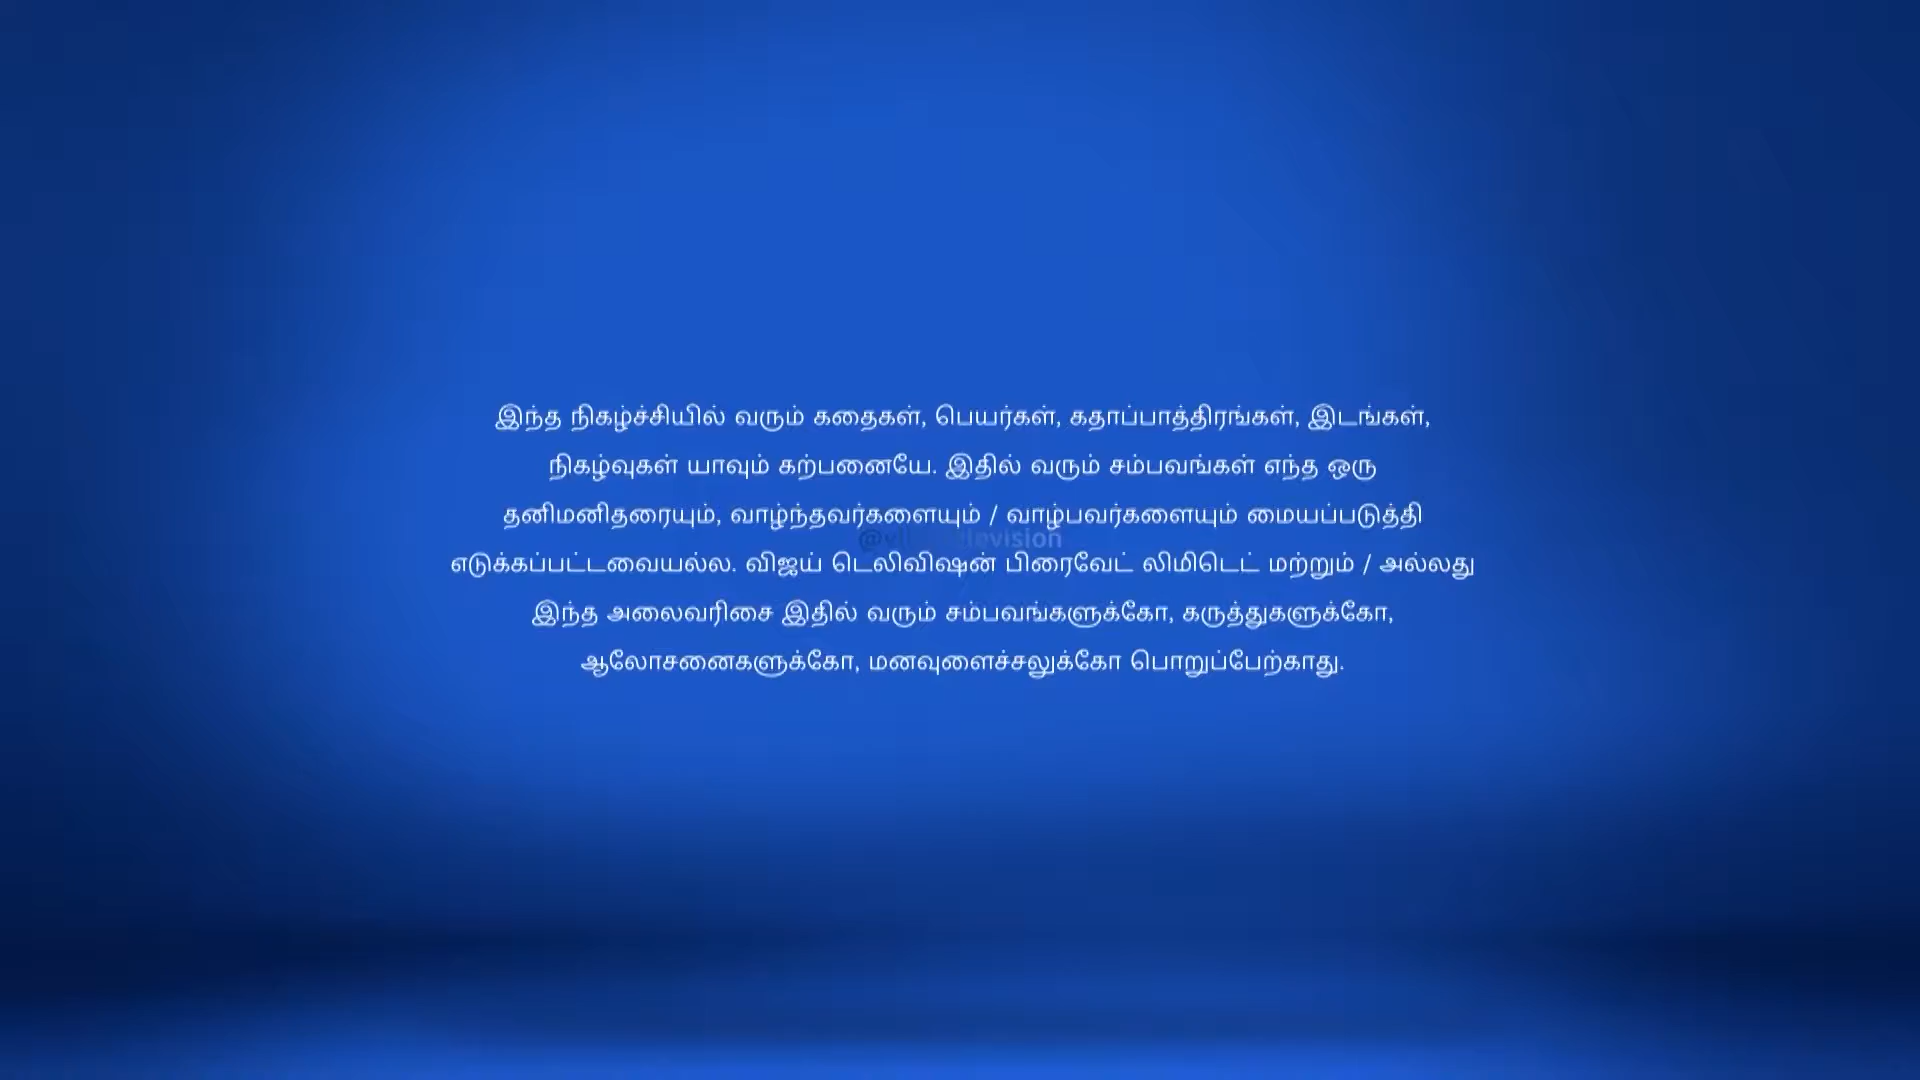 இந்த நிகழ்ச்சியில் வரும் கதைகள், பெயர்கள், கதாப்பாத்திரங்கள், இடங்கள்,
நிகழ்வுகள் யாவும் கற்பனையே. இதில் வரும் சம்பவங்கள் எந்த ஒரு
தனிமனிதரையும், வாழ்ந்தவர்களையும் / வாழ்பவர்களையும் மையப்படுத்தி
எடுக்கப்பட்டவையல்ல. விஜய் டெலிவிஷன் பிரைவேட் லிமிடெட் மற்றும் / அல்லது
இந்த அலைவரிசை இதில் வரும் சம்பவங்களுக்கோ, கருத்துகளுக்கோ,
ஆலோசனைகளுக்கோ, மனவுளைச்சலுக்கோ பொறுப்பேற்காது.